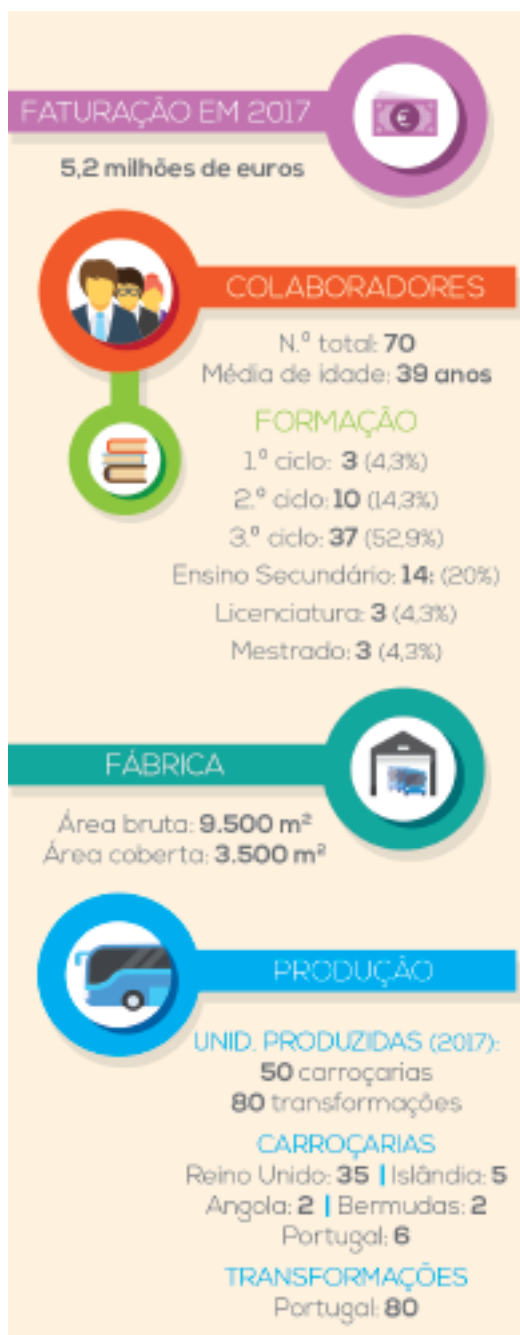 FATURAÇÃO EM 2017
5,2 milhões de euros
COLABORADORES
N.º total: 70
Média de idade: 39 anos
FORMAÇÃO
1.º ciclo: 3 (4,3%)
2.º ciclo: 10 (14,3%)
3.º ciclo: 37 (52,9%)
Ensino Secundário: 14: (20%)
Licenciatura: 3 (4,3%)
Mestrado: 3 (4,3%)
FÁBRICA
Área bruta: 9.500 m²
Área coberta: 3.500 m²
PRODUÇÃO
UNID. PRODUZIDAS (2017):
50 carroçarias
80 transformações
CARROÇARIAS
Reino Unido: 35 | Islândia: 5
Angola: 2 | Bermudas: 2
Portugal: 6
TRANSFORMAÇÕES
Portugal: 80